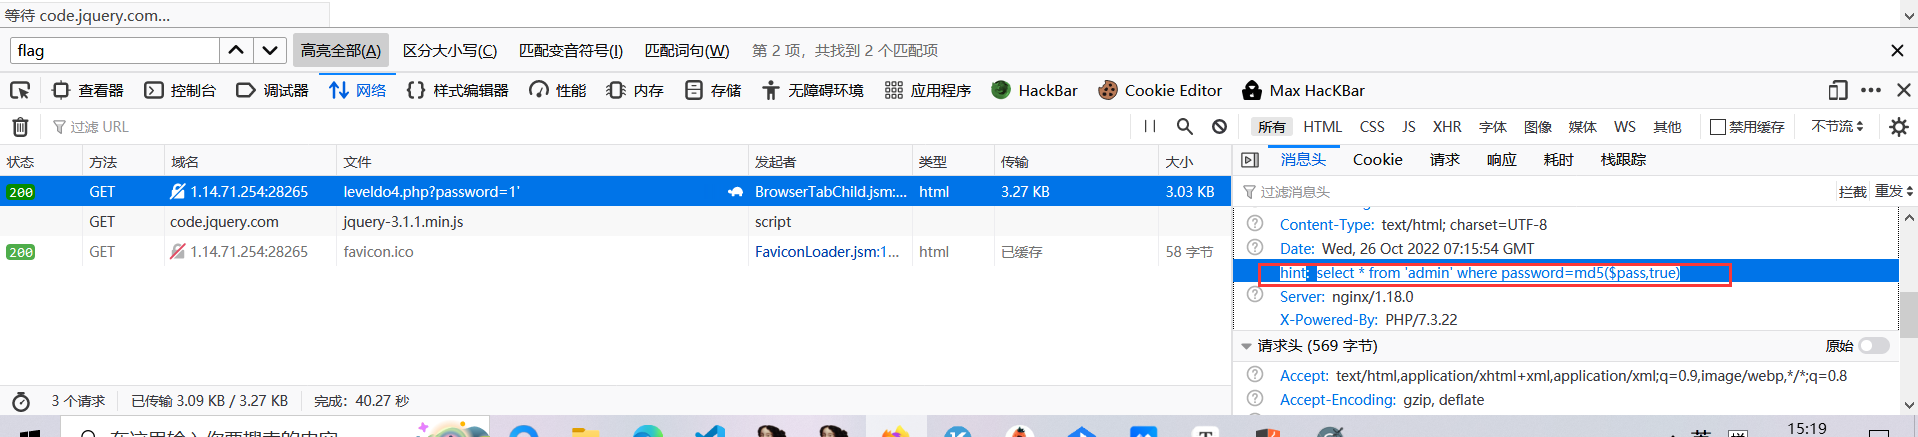 等待 code.jquery.com...
flag 高亮全部(A) 区分大小写(C) 匹配变音符号(I) 匹配词句(W) 第 2 项，共找到 2 个匹配项
查看器 控制台 调试器 网络 样式编辑器 性能 内存 存储 无障碍环境 应用程序 HackBar Cookie Editor Max HacKBar
过滤 URL 所有 HTML CSS JS XHR 字体 图像 媒体 WS 其他 禁用缓存 不节流
状态 方法 域名 文件 发起者 类型 传输 大小
200 GET 1.14.71.254:28265 leveldo4.php?password=1' BrowserTabChild.jsm:... html 3.27 KB 3.03 KB
GET code.jquery.com jquery-3.1.1.min.js script
200 GET 1.14.71.254:28265 favicon.ico FaviconLoader.jsm:1... html 已缓存 58 字节
3 个请求 已传输 3.09 KB / 3.27 KB 完成：40.27 秒
消息头 Cookie 请求 响应 耗时 栈跟踪
过滤消息头 拦截 重发
Content-Type: text/html; charset=UTF-8
Date: Wed, 26 Oct 2022 07:15:54 GMT
hint: select * from 'admin' where password=md5($pass,true)
Server: nginx/1.18.0
X-Powered-By: PHP/7.3.22
请求头 (569 字节) 原始
Accept: text/html,application/xhtml+xml,application/xml;q=0.9,image/webp,*/*;q=0.8
Accept-Encoding: gzip, deflate
在这里输入你要搜索的内容
15:19